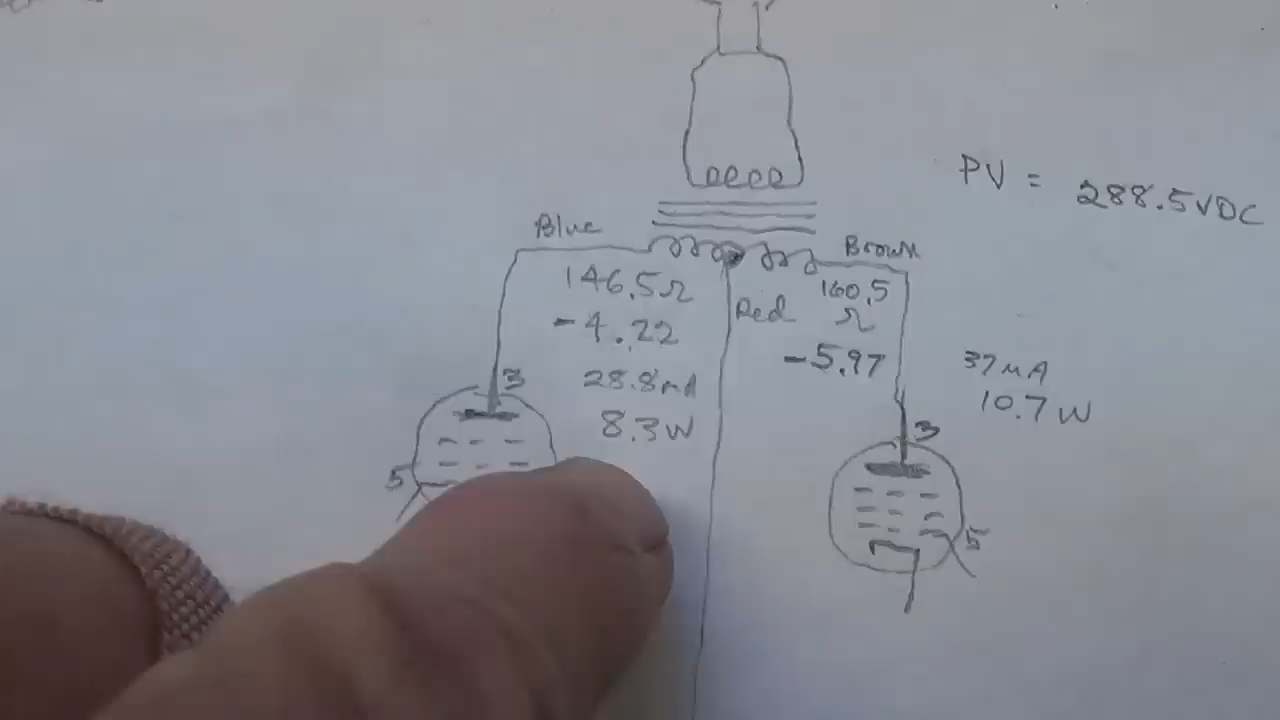 PV = 288.5VDC
Blue
Brown
146.5Ω
160.5
Ω
Red
-4.22
-5.97
28.8mA
37mA
8.3W
10.7W
3
3
5
5